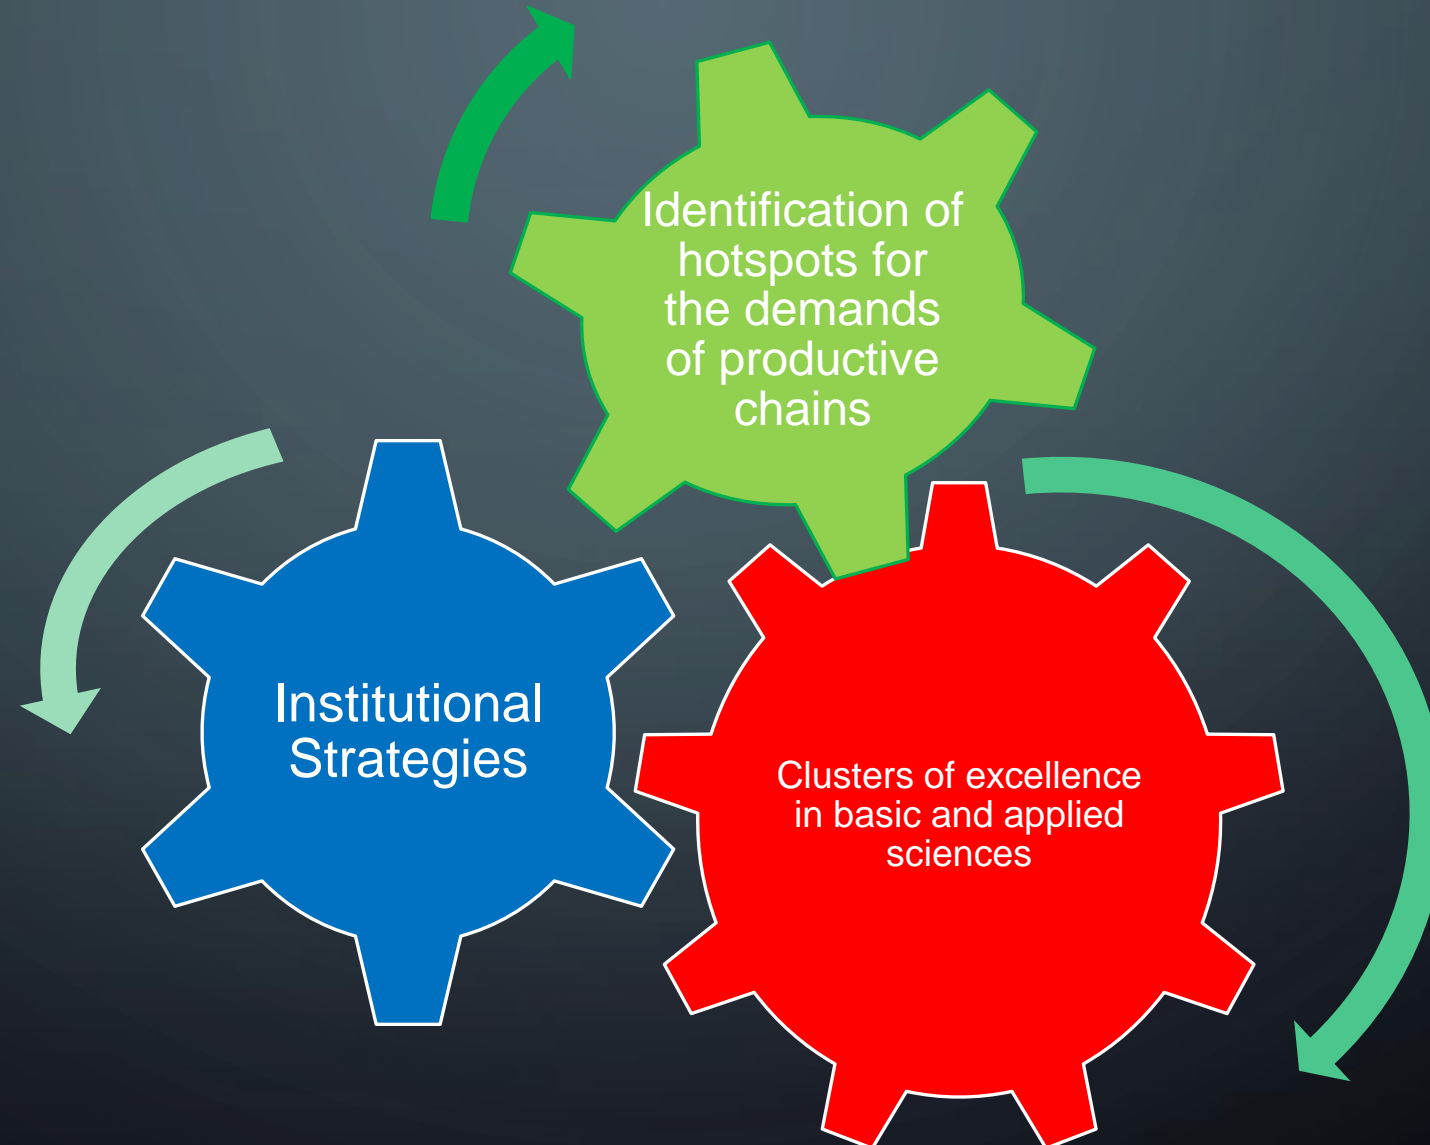 Identification of
hotspots for
the demands
of productive
chains
Institutional
Strategies
Clusters of excellence
in basic and applied
sciences